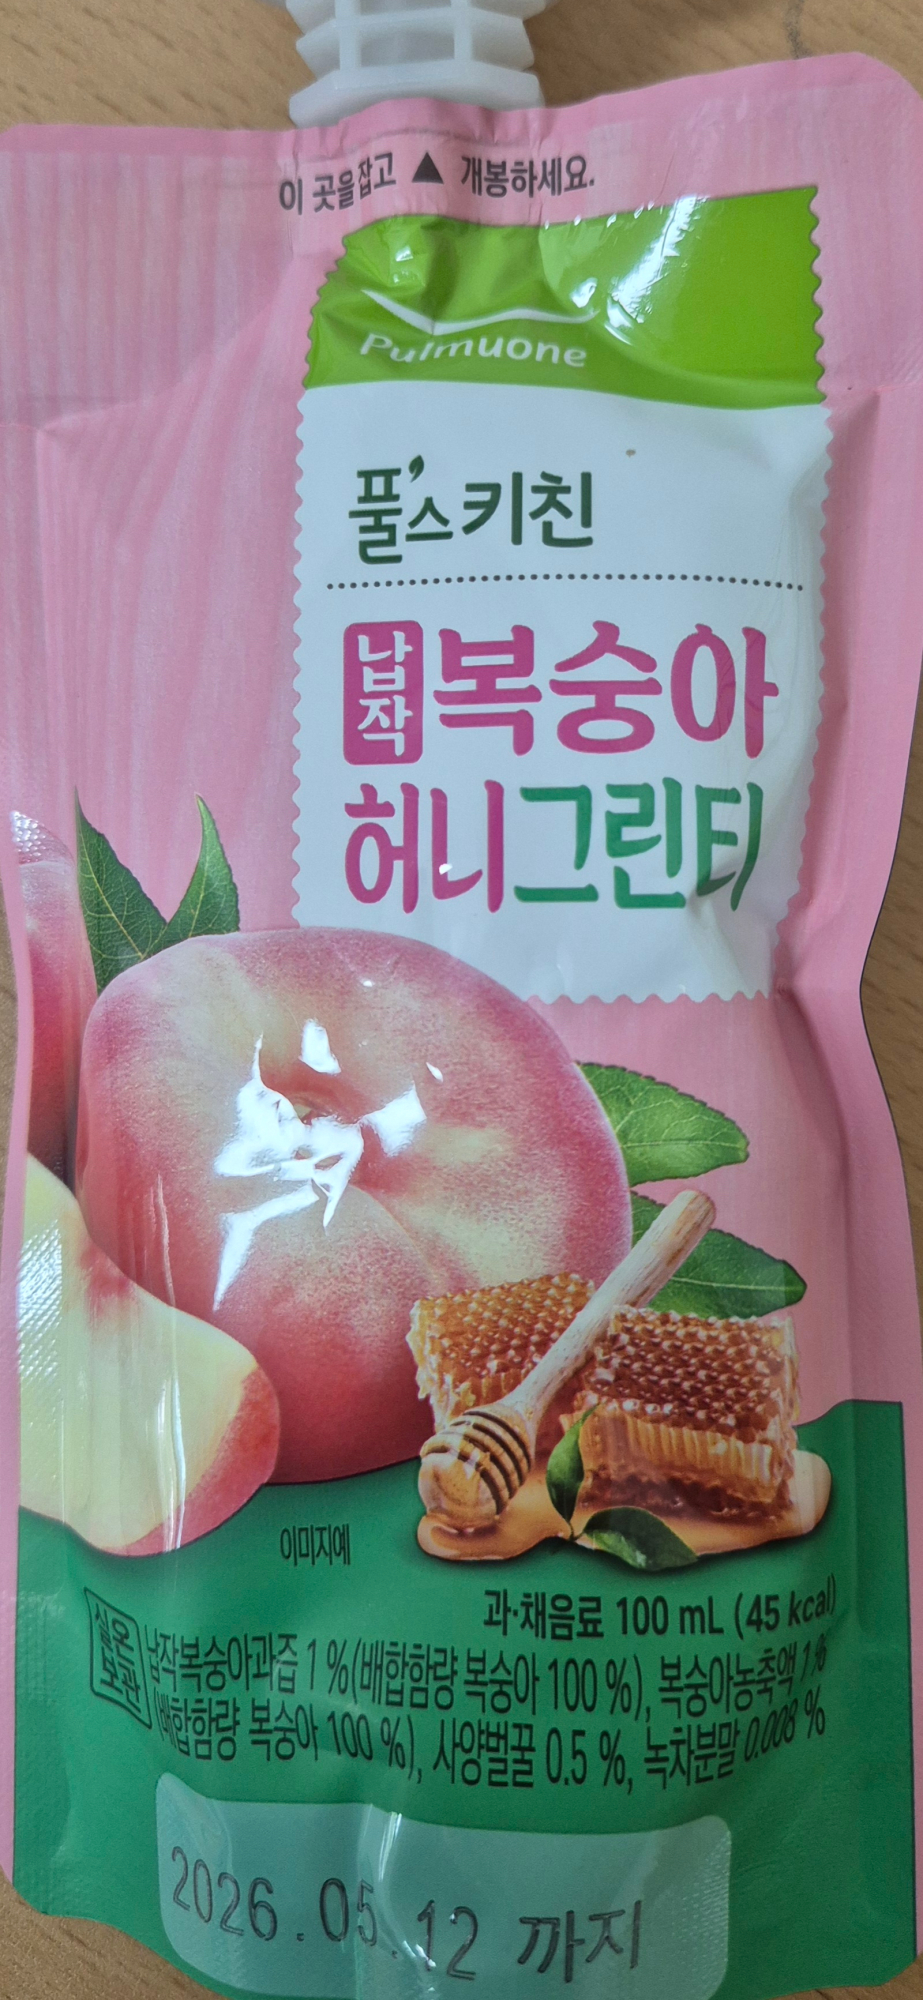 이 곳을잡고 ▲ 개봉하세요.
Pulmuone
풀스키친
납작 복숭아
허니그린티
이미지예
과·채음료 100 mL (45 kcal)
실온보관
납작복숭아과즙 1 %(배합함량 복숭아 100 %), 복숭아농축액 1 %
(배합함량 복숭아 100 %), 사양벌꿀 0.5 %, 녹차분말 0.008 %
2026.05.12 까지